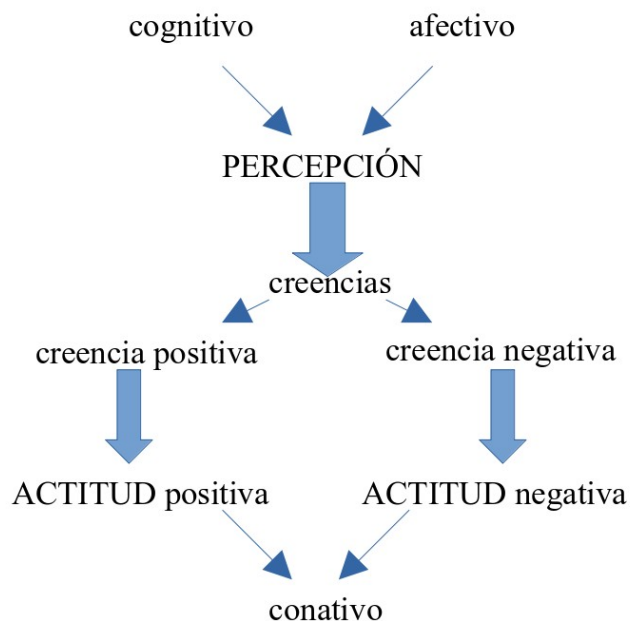 cognitivo afectivo
PERCEPCIÓN
creencias
creencia positiva creencia negativa
ACTITUD positiva ACTITUD negativa
conativo